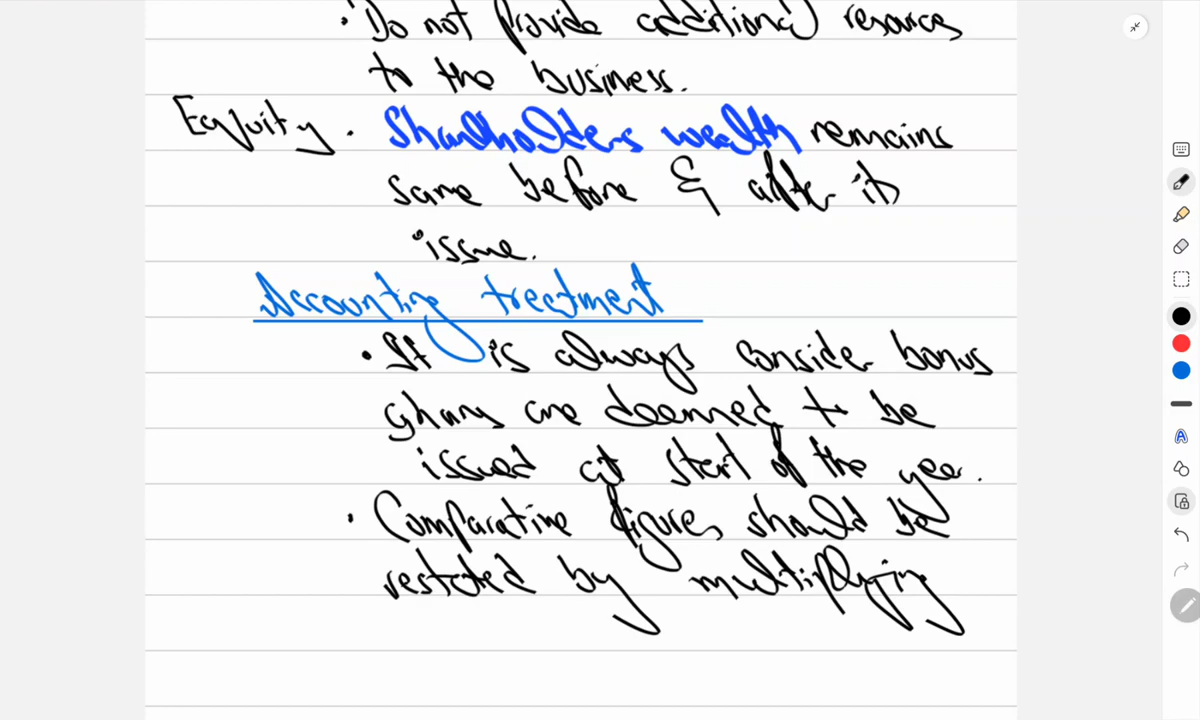 • Do not provide additional resources
to the business.
Equity • Shareholders wealth remains
same before & after its
issue.
Accounting treatment
• It is always consider bonus
shares are deemed to be
issued at start of the year.
• Comparative figures should be
restated by multiplying